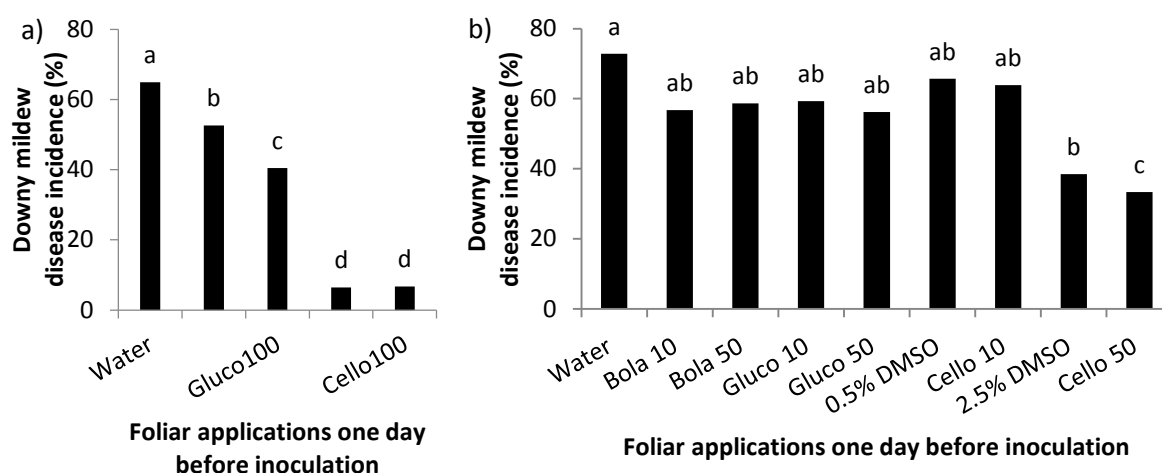 a)
Downy mildew
disease incidence (%)
80
60
40
20
0
a
b
c
d
d
Water
Gluco100
Cello100
Foliar applications one day
before inoculation
b)
Downy mildew
disease incidence (%)
80
60
40
20
0
a
ab
ab
ab
ab
ab
ab
b
c
Water
Bola 10
Bola 50
Gluco 10
Gluco 50
0.5% DMSO
Cello 10
2.5% DMSO
Cello 50
Foliar applications one day before inoculation